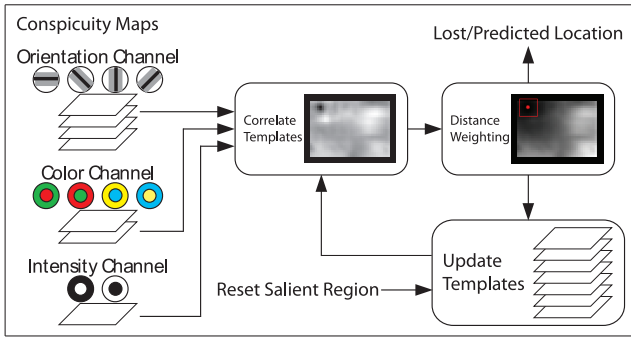 Conspicuity Maps
Orientation Channel
Color Channel
Intensity Channel
Correlate
Templates
Distance
Weighting
Lost/Predicted Location
Update
Templates
Reset Salient Region